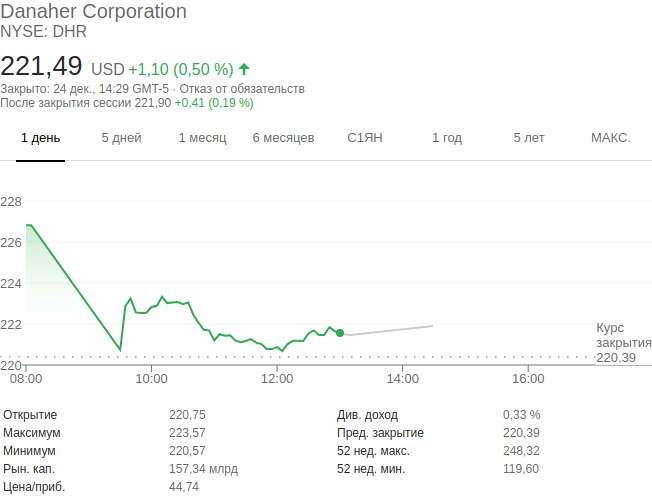 Danaher Corporation
NYSE: DHR
221,49 USD +1,10 (0,50 %)
Закрыто: 24 дек., 14:29 GMT-5 · Отказ от обязательств
После закрытия сессии 221,90 +0,41 (0,19 %)
1 день 5 дней 1 месяц 6 месяцев С1ЯН 1 год 5 лет МАКС.
228
226
224
222
Курс
закрытия
220,39
220
08:00 10:00 12:00 14:00 16:00
Открытие 220,75 Див. доход 0,33 %
Максимум 223,57 Пред. закрытие 220,39
Минимум 220,57 52 нед. макс. 248,32
Рын. кап. 157,34 млрд 52 нед. мин. 119,60
Цена/приб. 44,74